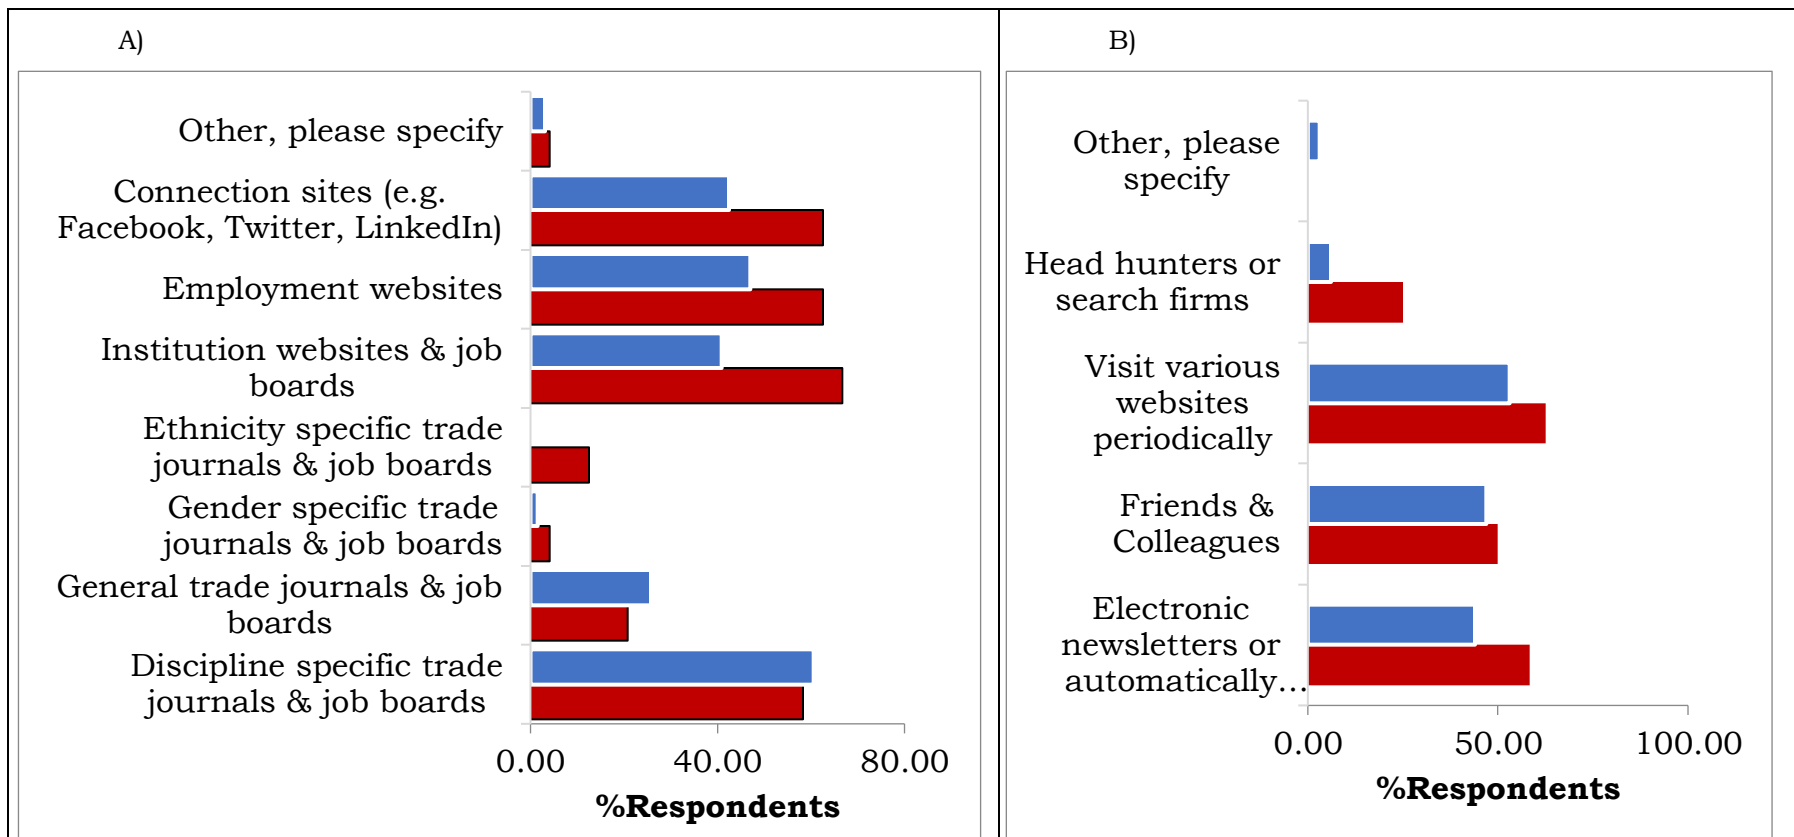 A)
Other, please specify
Connection sites (e.g.
Facebook, Twitter, LinkedIn)
Employment websites
Institution websites & job
boards
Ethnicity specific trade
journals & job boards
Gender specific trade
journals & job boards
General trade journals & job
boards
Discipline specific trade
journals & job boards
0.00 40.00 80.00
%Respondents
B)
Other, please
specify
Head hunters or
search firms
Visit various
websites
periodically
Friends &
Colleagues
Electronic
newsletters or
automatically…
0.00 50.00 100.00
%Respondents